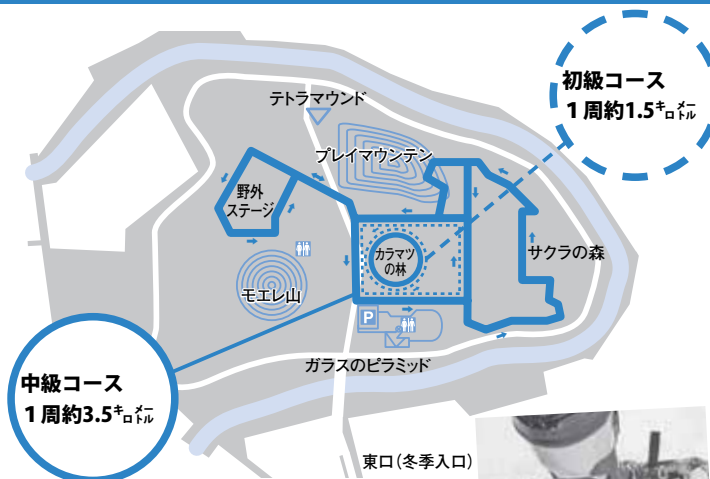 初級コース
1周約1.5キロメートル
テトラマウンド
プレイマウンテン
野外
ステージ
カラマツ
の林
サクラの森
モエレ山
P
ガラスのピラミッド
中級コース
1周約3.5キロメートル
東口(冬季入口)